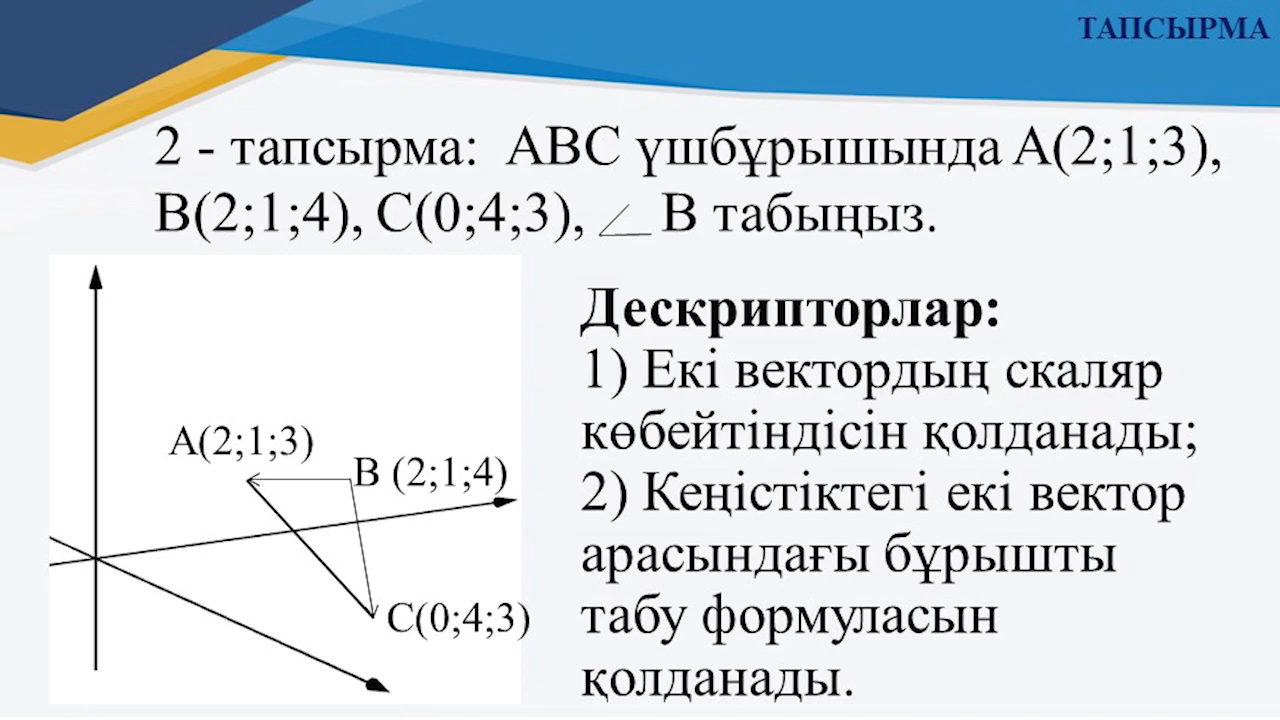 ТАПСЫРМА
2 - тапсырма: ABC үшбұрышында A(2;1;3),
B(2;1;4), C(0;4;3), ∠ B табыңыз.
Дескрипторлар:
1) Екі вектордың скаляр
көбейтіндісін қолданады;
2) Кеңістіктегі екі вектор
арасындағы бұрышты
табу формуласын
қолданады.
A(2;1;3)
B (2;1;4)
C(0;4;3)